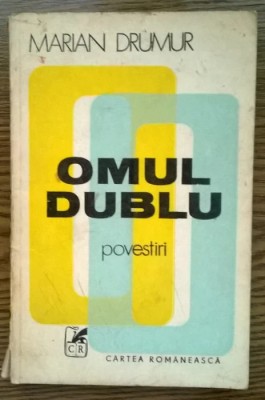 MARIAN DRUMUR
OMUL
DUBLU
povestiri
CR
CARTEA ROMÂNEASCĂ